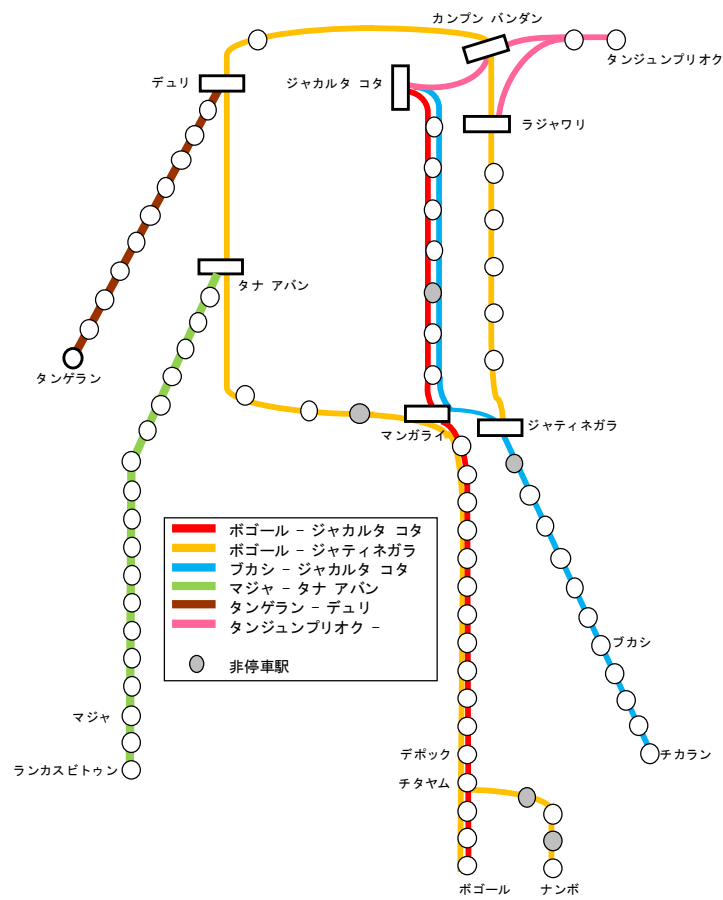 カンプン バンダン
タンジュンプリオク
デュリ
ジャカルタ コタ
ラジャワリ
タナ アバン
タンゲラン
マンガライ
ジャティネガラ
ボゴール － ジャカルタ コタ
ボゴール － ジャティネガラ
ブカシ － ジャカルタ コタ
マジャ － タナ アバン
タンゲラン － デュリ
タンジュンプリオク －
非停車駅
ブカシ
マジャ
デポック
チカラン
ランカスビトゥン
チタヤム
ボゴール
ナンボ